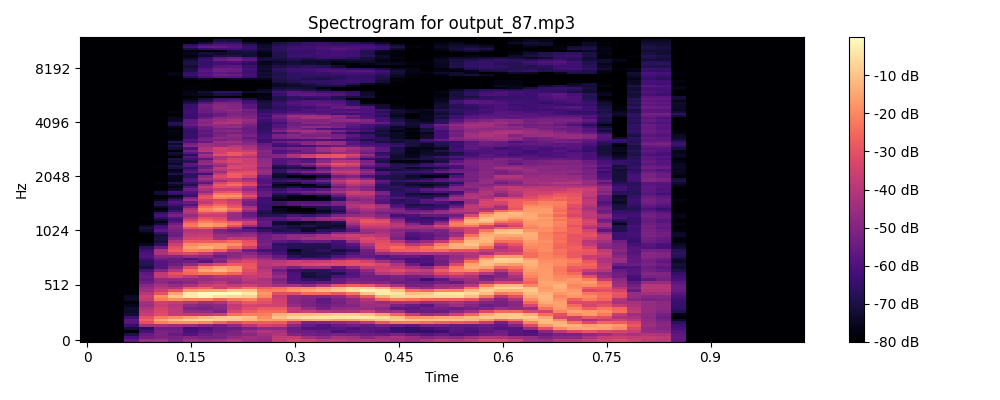 Spectrogram for output_87.mp3
Hz
8192
4096
2048
1024
512
0
0 0.15 0.3 0.45 0.6 0.75 0.9
Time
-10 dB
-20 dB
-30 dB
-40 dB
-50 dB
-60 dB
-70 dB
-80 dB